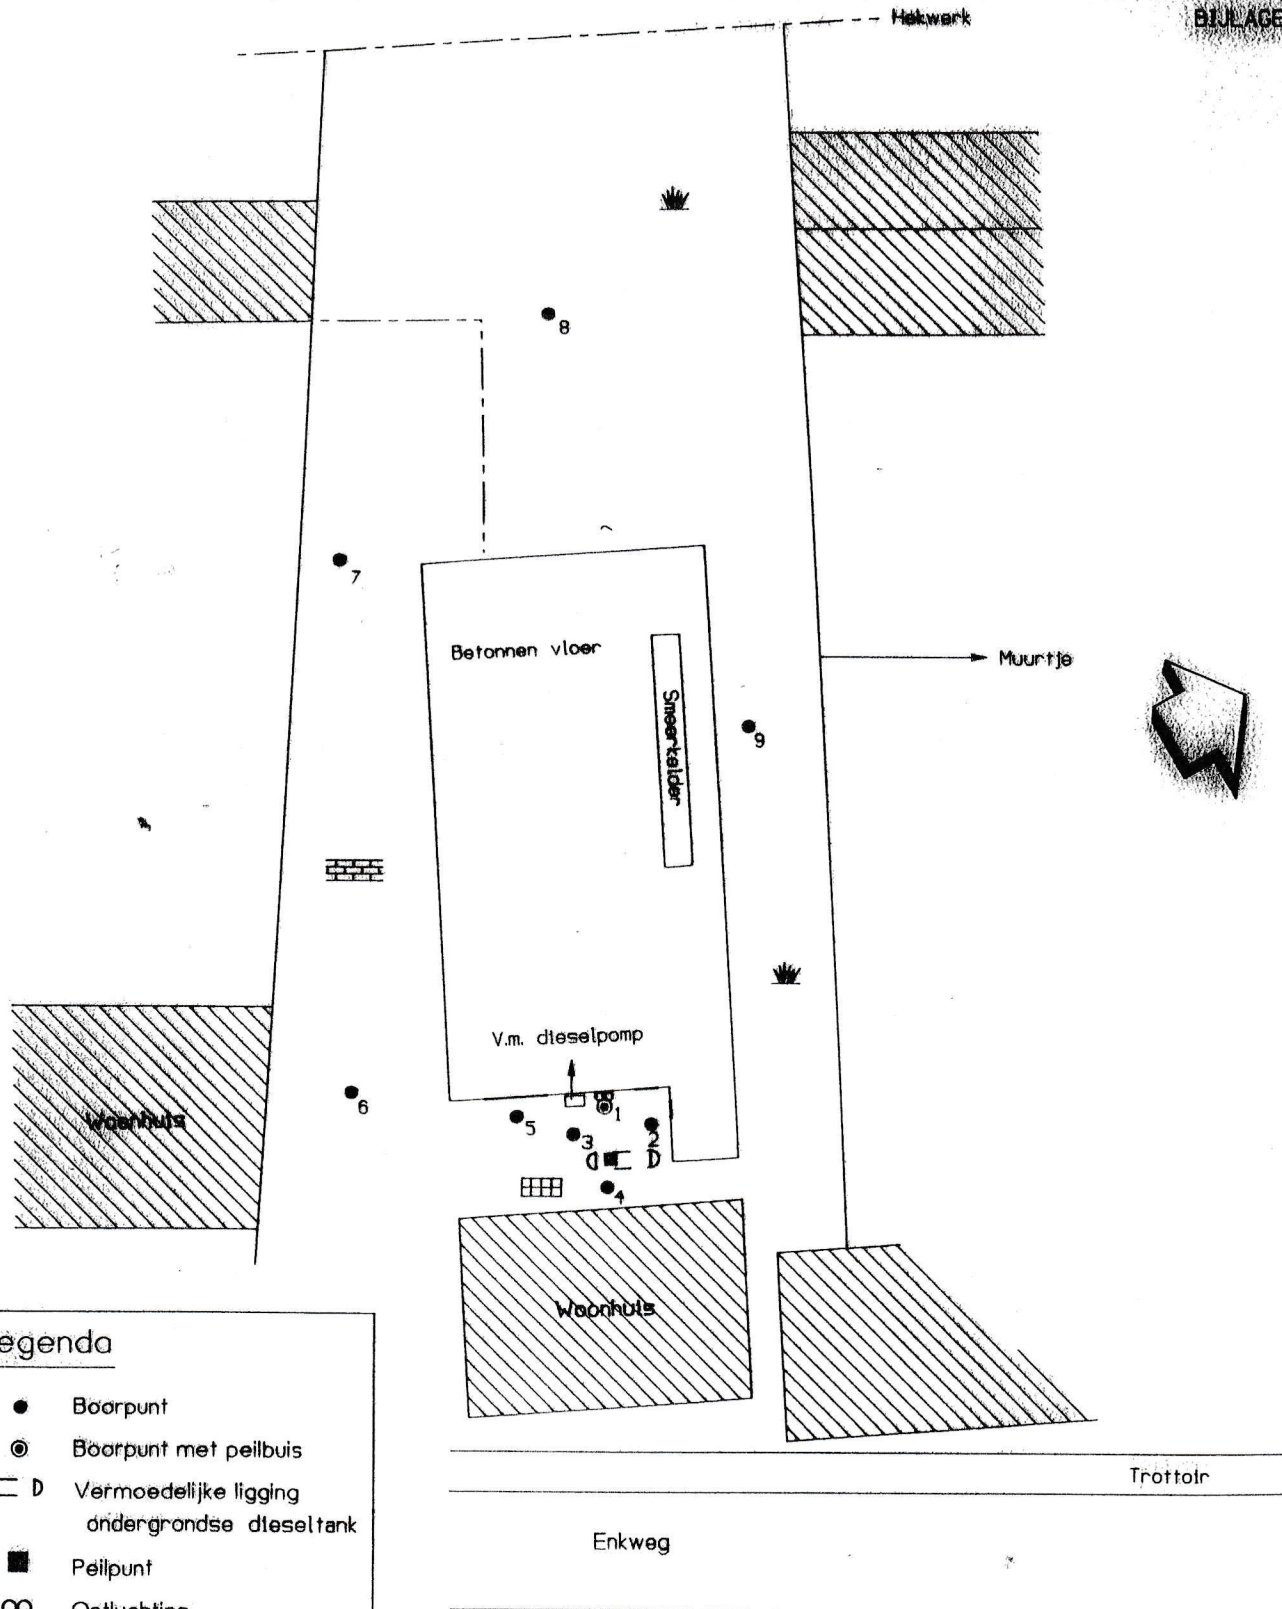 Hekwerk
BIJLAGE
8
7
Betonnen vloer
Smeerkelder
Muurtje
9
V.m. dieselpomp
6
Woonhuis
5
3
1
2
4
Woonhuis
egenda
Boorpunt
Boorpunt met peilbuis
Vermoedelijke ligging
ondergrondse dieseltank
Peilpunt
Ontluchting
Trottoir
Enkweg